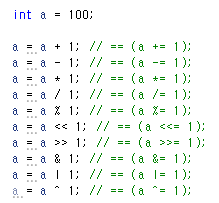 int a = 100;
a = a + 1; // == (a += 1);
a = a - 1; // == (a -= 1);
a = a * 1; // == (a *= 1);
a = a / 1; // == (a /= 1);
a = a % 1; // == (a %= 1);
a = a << 1; // == (a <<= 1);
a = a >> 1; // == (a >>= 1);
a = a & 1; // == (a &= 1);
a = a | 1; // == (a |= 1);
a = a ^ 1; // == (a ^= 1);